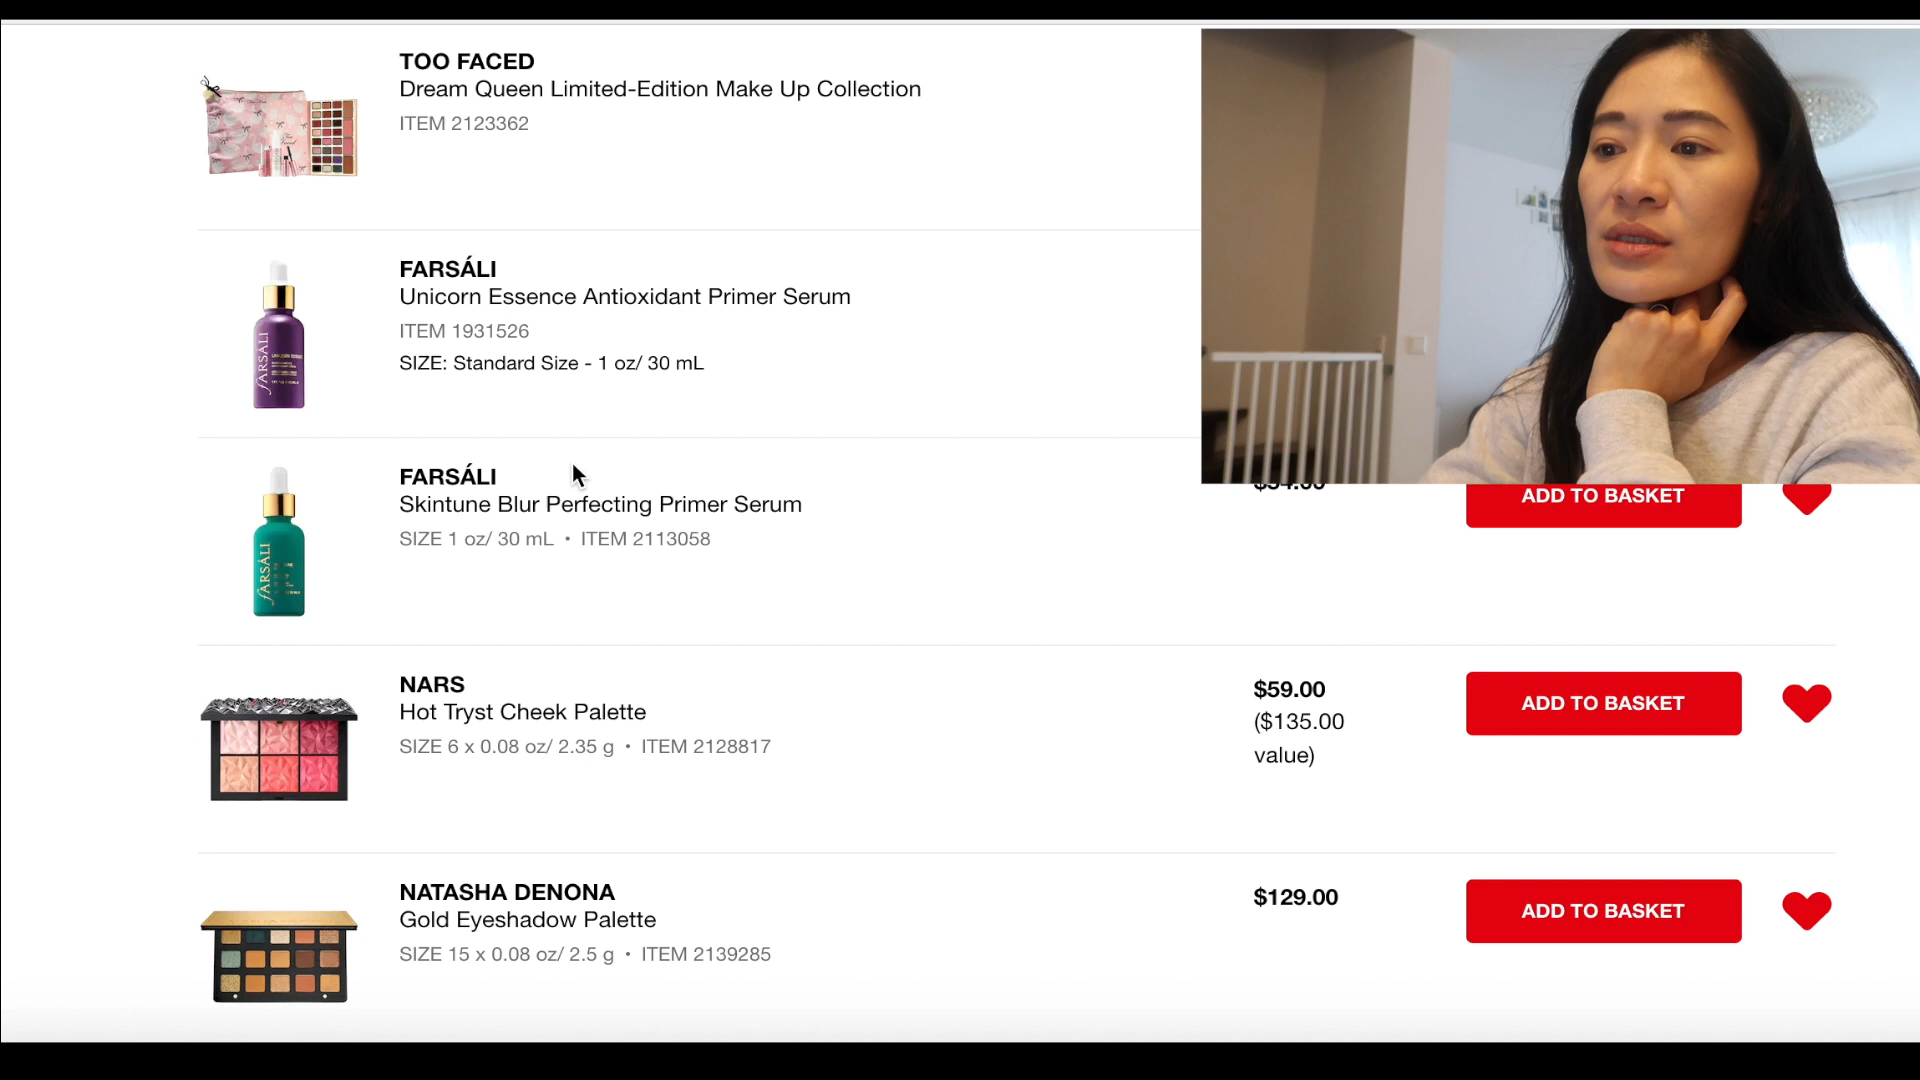 TOO FACED
Dream Queen Limited-Edition Make Up Collection
ITEM 2123362
FARSÁLI
Unicorn Essence Antioxidant Primer Serum
ITEM 1931526
SIZE: Standard Size - 1 oz/ 30 mL
FARSÁLI
FARSÁLI
Skintune Blur Perfecting Primer Serum
SIZE 1 oz/ 30 mL • ITEM 2113058
ADD TO BASKET
FARSÁLI
NARS
Hot Tryst Cheek Palette
SIZE 6 x 0.08 oz/ 2.35 g • ITEM 2128817
$59.00
($135.00
value)
ADD TO BASKET
NATASHA DENONA
Gold Eyeshadow Palette
SIZE 15 x 0.08 oz/ 2.5 g • ITEM 2139285
$129.00
ADD TO BASKET